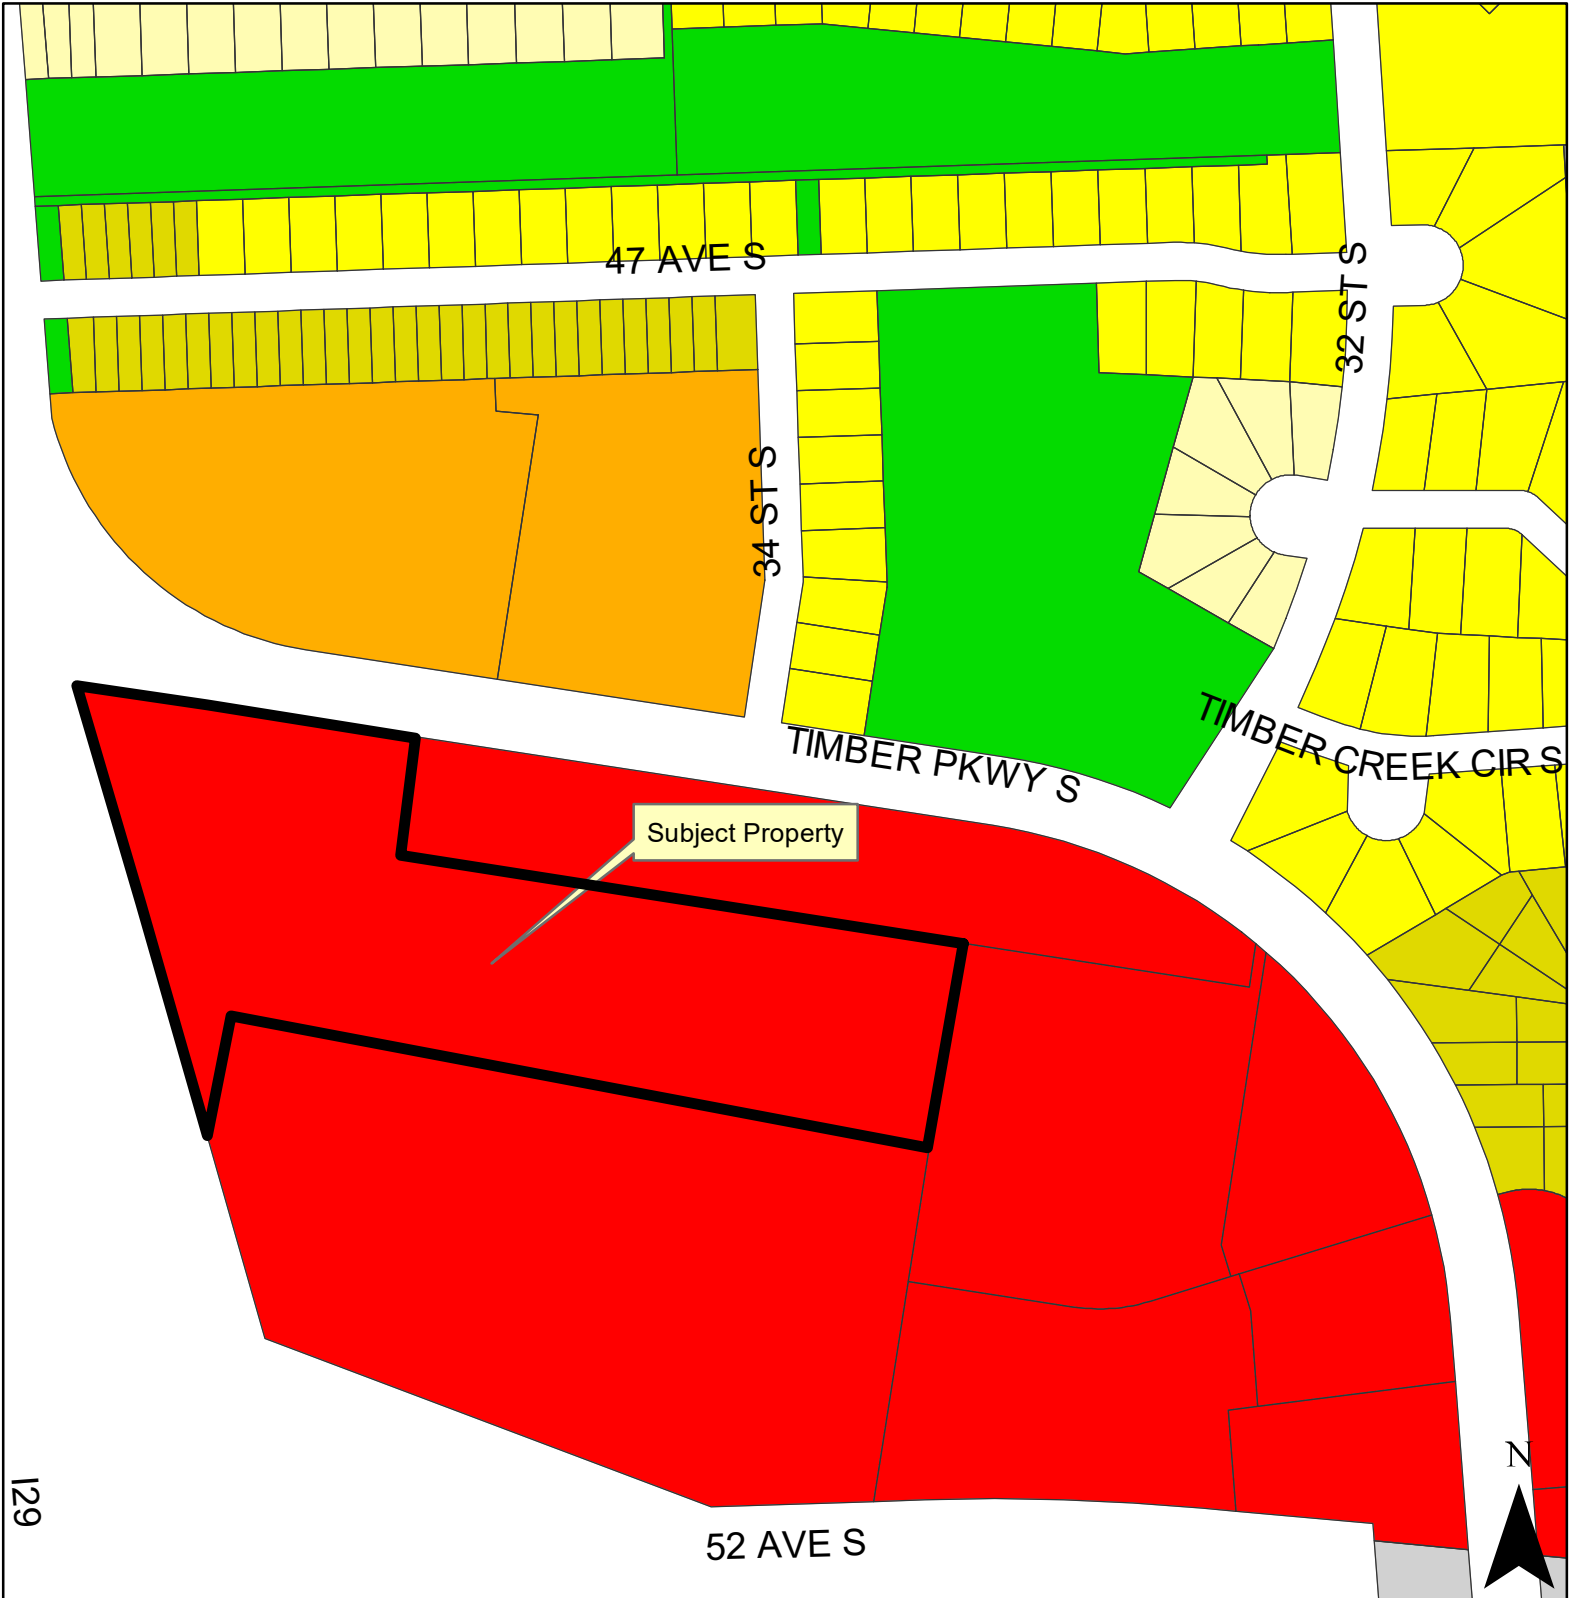 47 AVE S
32 ST S
34 ST S
TIMBER CREEK CIR S
TIMBER PKWY S
Subject Property
N
I29
52 AVE S